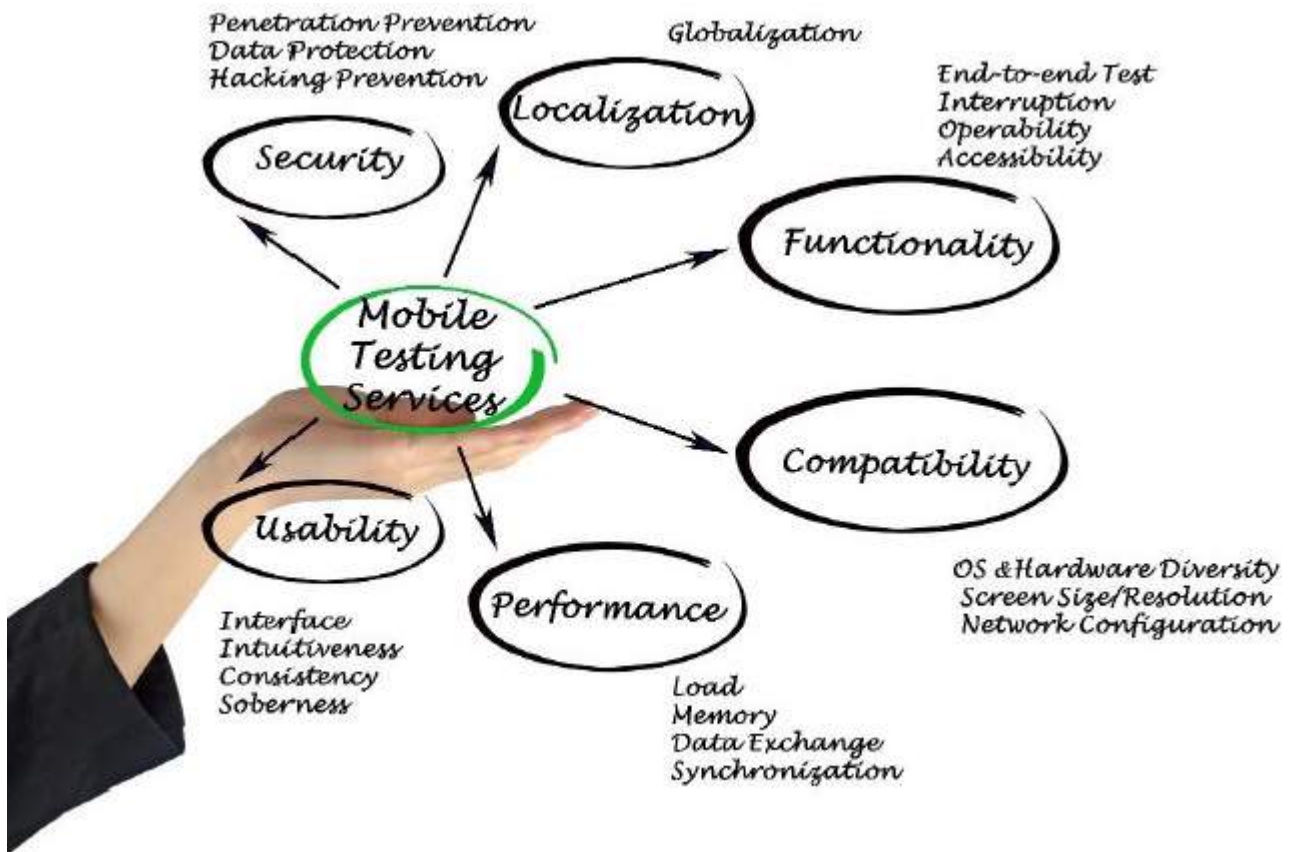 Penetration Prevention
Data Protection
Hacking Prevention
Security
Globalization
Localization
End-to-end Test
Interruption
Operability
Accessibility
Functionality
Mobile
Testing
Services
Compatibility
OS &Hardware Diversity
Screen Size/Resolution
Network Configuration
Usability
Interface
Intuitiveness
Consistency
Soberness
Performance
Load
Memory
Data Exchange
Synchronization